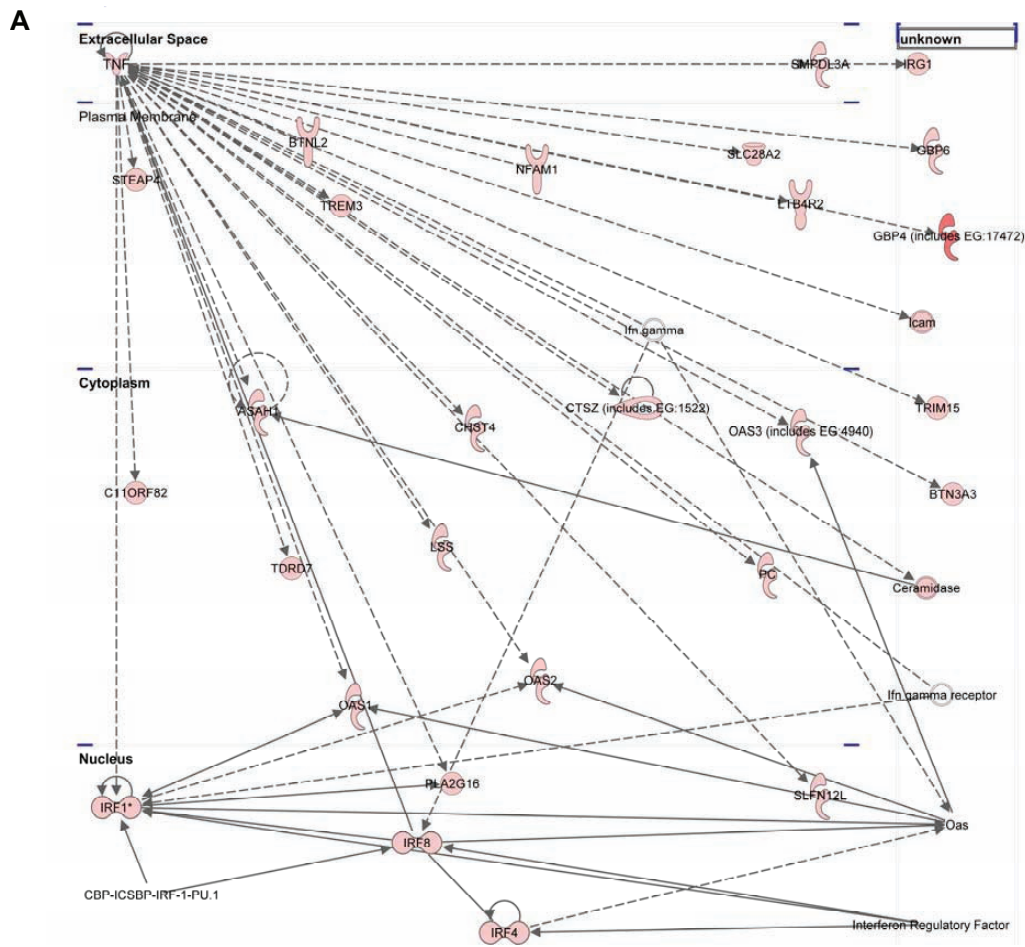 A
Extracellular Space
unknown
TNF
SMPDL3A
IRG1
Plasma Membrane
BTNL2
NFAM1
SLC28A2
GBP6
STEAP4
TREM3
LTB4R2
GBP4 (includes EG:17472)
Icam
Ifn gamma
Cytoplasm
ASAH1
CHST4
CTSZ (includes EG:1522)
OAS3 (includes EG:4940)
TRIM15
C11ORF82
BTN3A3
LSS
TDRD7
PC
Ceramidase
OAS1
OAS2
Ifn gamma receptor
Nucleus
IRF1*
PLA2G16
SLFN12L
Oas
IRF8
CBP-ICSBP-IRF-1-PU.1
IRF4
Interferon Regulatory Factor